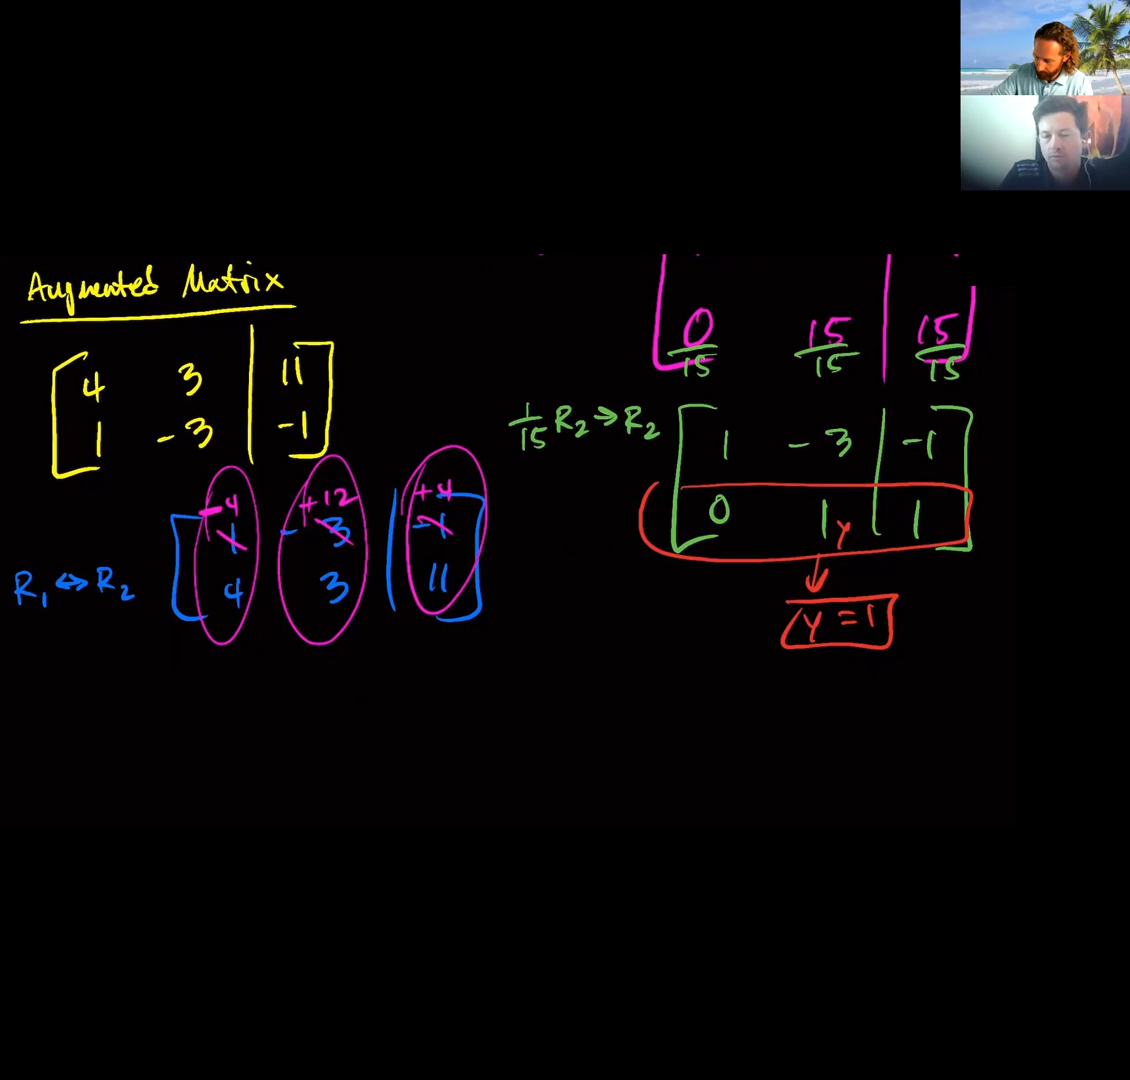 Augmented Matrix
4 3 | 11
1 -3 | -1
-4 +12 +4
1 -3 | -1
R₁ ↔ R₂ 4 3 | 11
0/15 15/15 | 15/15
1/15 R₂ → R₂ 1 -3 | -1
0 1y | 1
y = 1